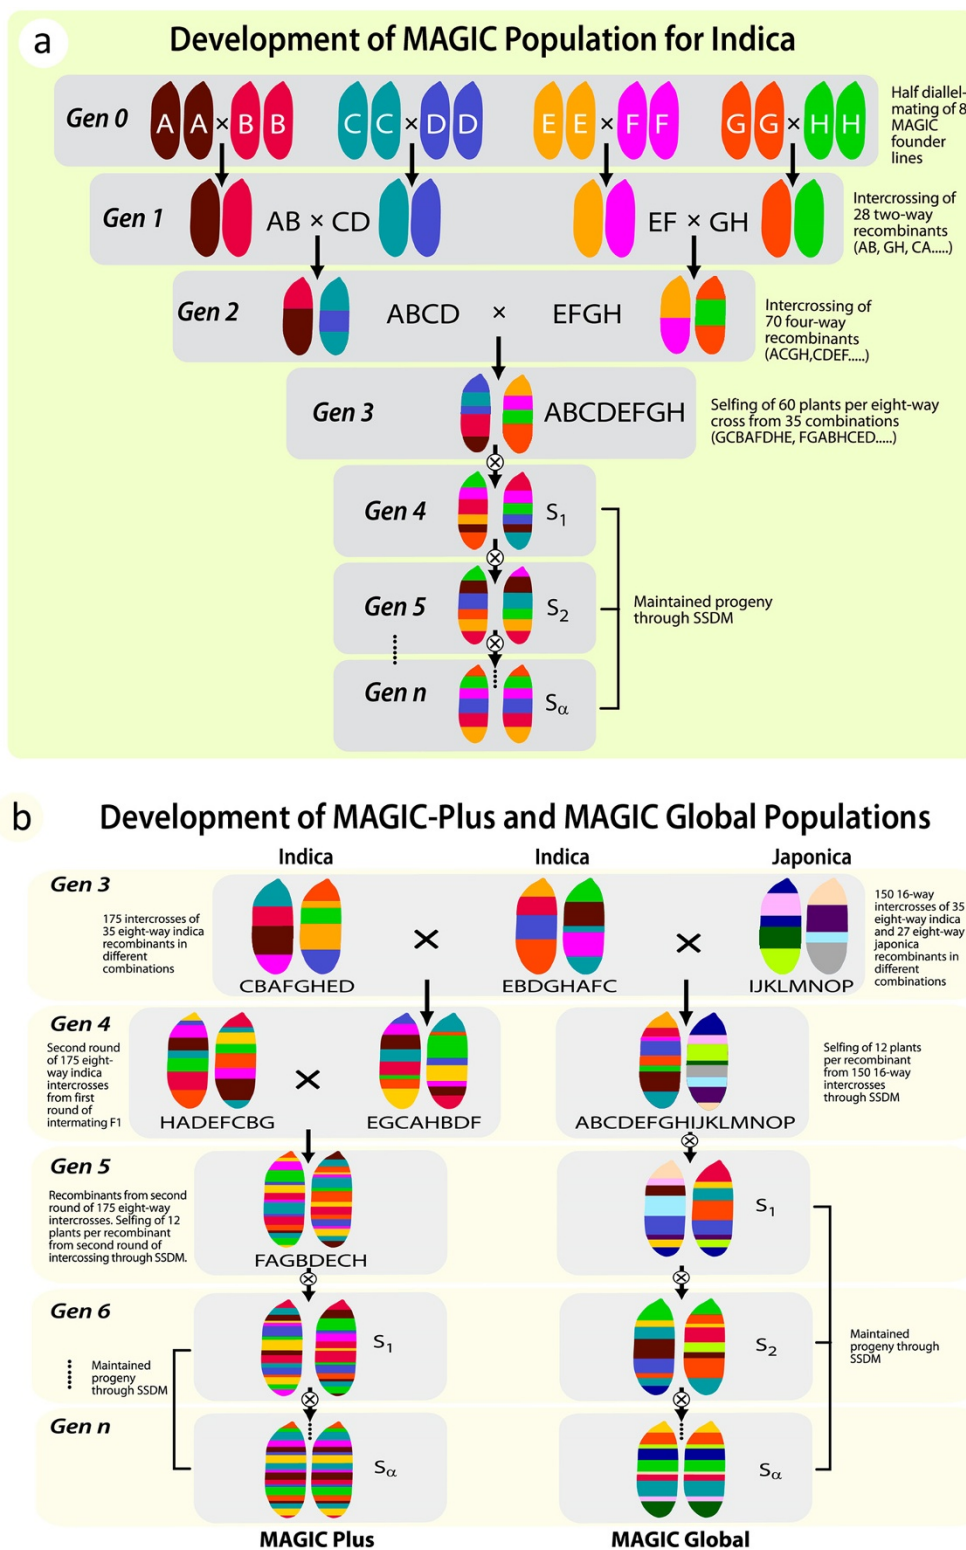 a
Development of MAGIC Population for Indica
Gen 0
A A × B B
C C × D D
E E × F F
G G × H H
Half diallel-
mating of 8
MAGIC
founder
lines
Gen 1
AB × CD
EF × GH
Intercrossing of
28 two-way
recombinants
(AB, GH, CA.....)
Gen 2
ABCD × EFGH
Intercrossing of
70 four-way
recombinants
(ACGH,CDEF.....)
Gen 3
ABCDEFGH
Selfing of 60 plants per eight-way
cross from 35 combinations
(GCBAFDHE, FGABHCED.....)
Gen 4
S1
Gen 5
S2
Maintained progeny
through SSDM
Gen n
Sα
b
Development of MAGIC-Plus and MAGIC Global Populations
Indica
Indica
Japonica
Gen 3
175 intercrosses of
35 eight-way indica
recombinants in
different
combinations
CBAFGHED
EBDGHAFC
IJKLMNOP
150 16-way
intercrosses of 35
eight-way indica
and 27 eight-way
japonica
recombinants in
different
combinations
Gen 4
Second round
of 175 eight-
way indica
intercrosses
from first
round of
intermating F1
HADEFCBG
EGCAHBDF
ABCDEFGHIJKLMNOP
Selfing of 12 plants
per recombinant
from 150 16-way
intercrosses
through SSDM
Gen 5
Recombinants from second
round of 175 eight-way
intercrosses. Selfing of 12
plants per recombinant
from second round of
intercossing through SSDM.
FAGBDECH
S1
Gen 6
Maintained
progeny
through SSDM
S1
S2
Maintained progeny
through SSDM
Gen n
Sα
Sα
MAGIC Plus
MAGIC Global